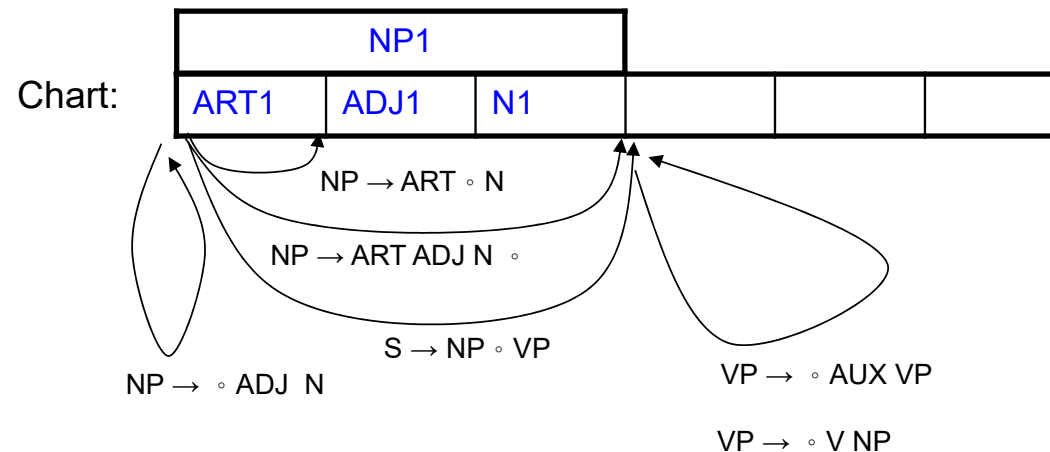 NP1
Chart:
ART1 ADJ1 N1
NP → ART ◦ N
NP → ART ADJ N ◦
S → NP ◦ VP
NP → ◦ ADJ N
VP → ◦ AUX VP
VP → ◦ V NP